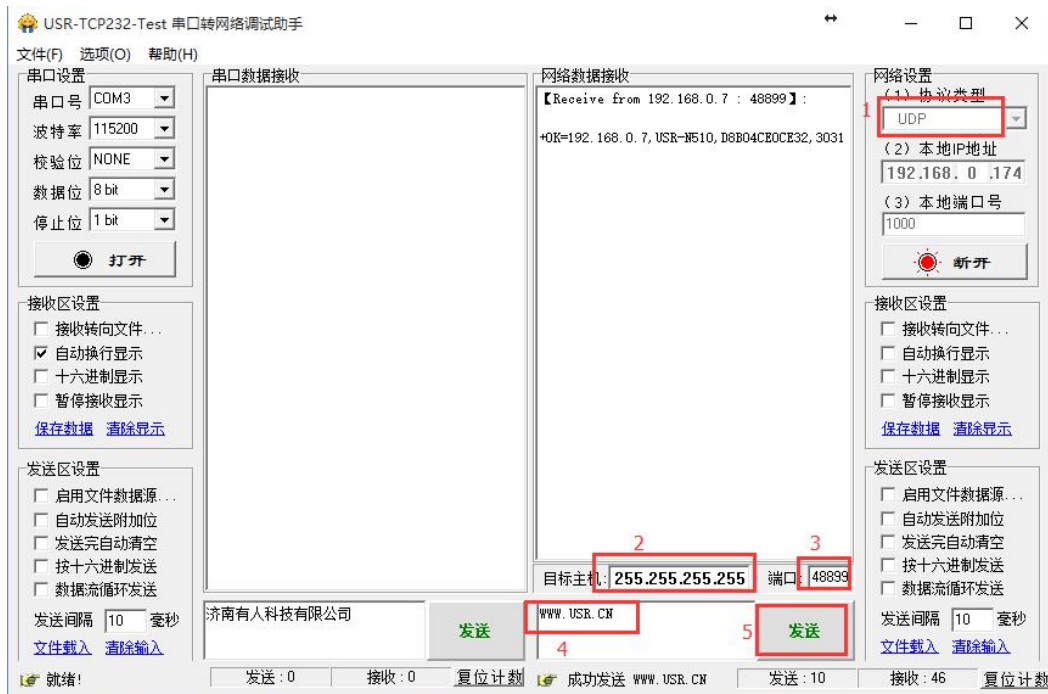 USR-TCP232-Test 串口转网络调试助手
文件(F) 选项(O) 帮助(H)
串口设置
串口号 COM3
波特率 115200
校验位 NONE
数据位 8 bit
停止位 1 bit
打开
接收区设置
接收转向文件...
自动换行显示
十六进制显示
暂停接收显示
保存数据 清除显示
发送区设置
启用文件数据源...
自动发送附加位
发送完自动清空
按十六进制发送
数据流循环发送
发送间隔 10 毫秒
文件载入 清除输入
就绪!
串口数据接收
济南有人科技有限公司
发送
发送:0 接收:0 复位计数
网络数据接收
【Receive from 192.168.0.7 : 48899】:
+OK=192.168.0.7,USR-N510,D8B04CE0CE32,3031
2 3
目标主机: 255.255.255.255 端口: 48899
WWW.USR.CN
4
5 发送
成功发送 WWW.USR.CN 发送:10 接收:46 复位计数
网络设置
(1) 协议类型
1 UDP
(2) 本地IP地址
192.168.0.174
(3) 本地端口号
1000
断开
接收区设置
接收转向文件...
自动换行显示
十六进制显示
暂停接收显示
保存数据 清除显示
发送区设置
启用文件数据源...
自动发送附加位
发送完自动清空
按十六进制发送
数据流循环发送
发送间隔 10 毫秒
文件载入 清除输入